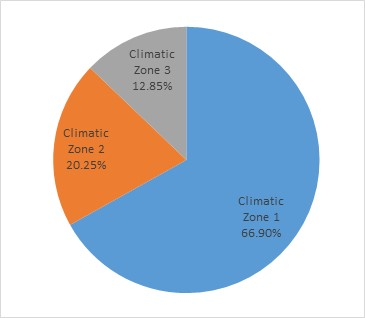 Climatic
Zone 3
12.85%
Climatic
Zone 2
20.25%
Climatic
Zone 1
66.90%